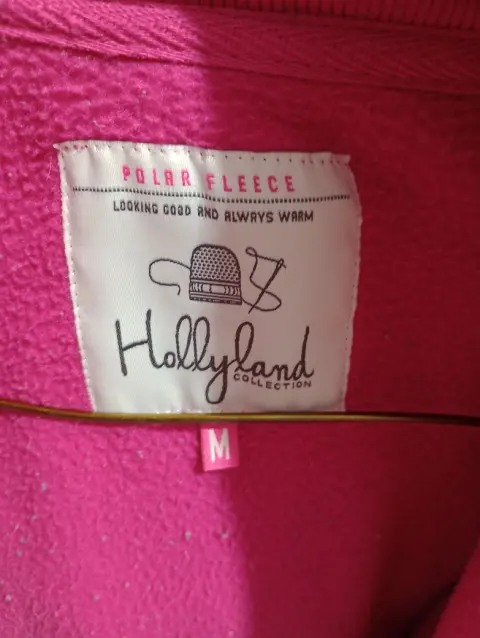 POLAR FLEECE
LOOKING GOOD AND ALWAYS WARM
Hollyland
COLLECTION
M